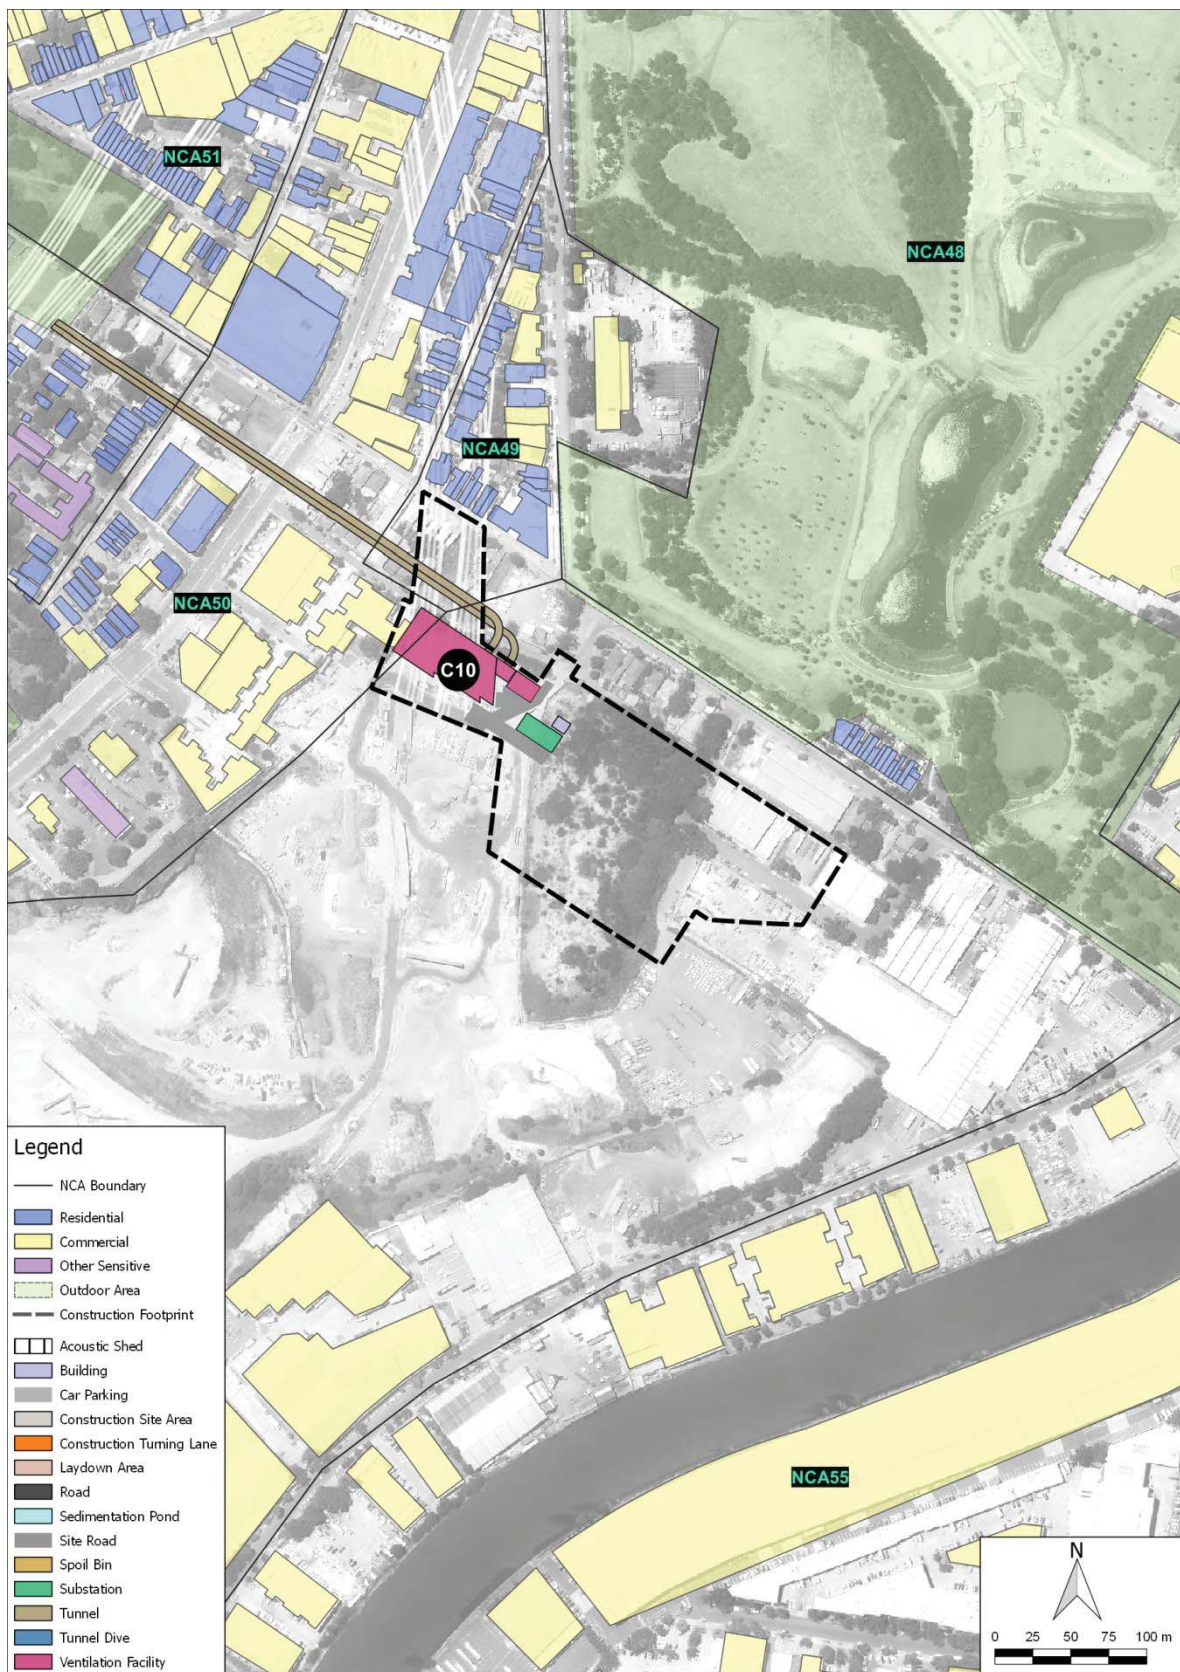 NCA51
NCA48
NCA49
NCA50
C10
Legend
NCA Boundary
Residential
Commercial
Other Sensitive
Outdoor Area
Construction Footprint
Acoustic Shed
Building
Car Parking
Construction Site Area
Construction Turning Lane
Laydown Area
Road
Sedimentation Pond
Site Road
Spoil Bin
Substation
Tunnel
Tunnel Dive
Ventilation Facility
NCA55
N
0 25 50 75 100 m